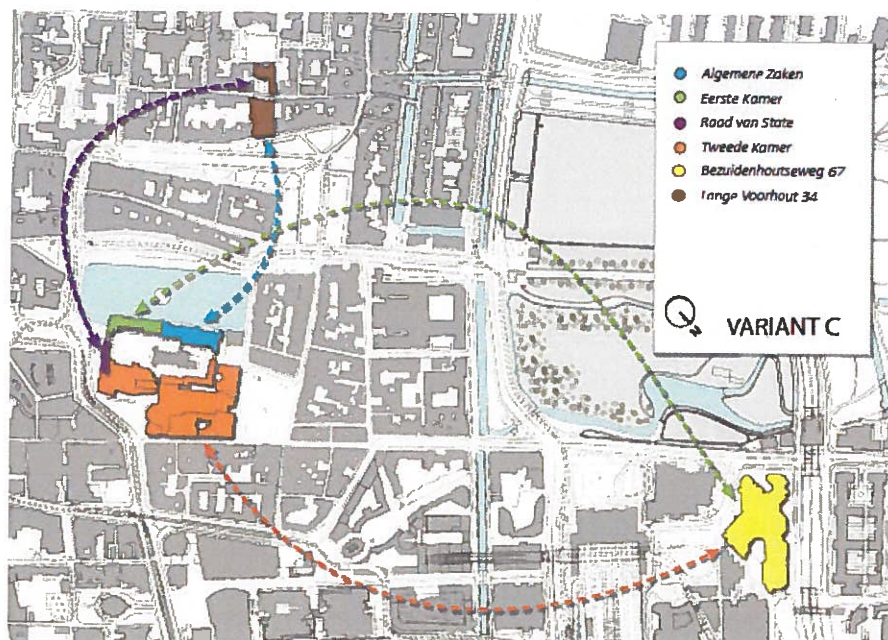 Algemene Zaken
Eerste Kamer
Raad van State
Tweede Kamer
Bezuidenhoutseweg 67
Lange Voorhout 34
N
VARIANT C